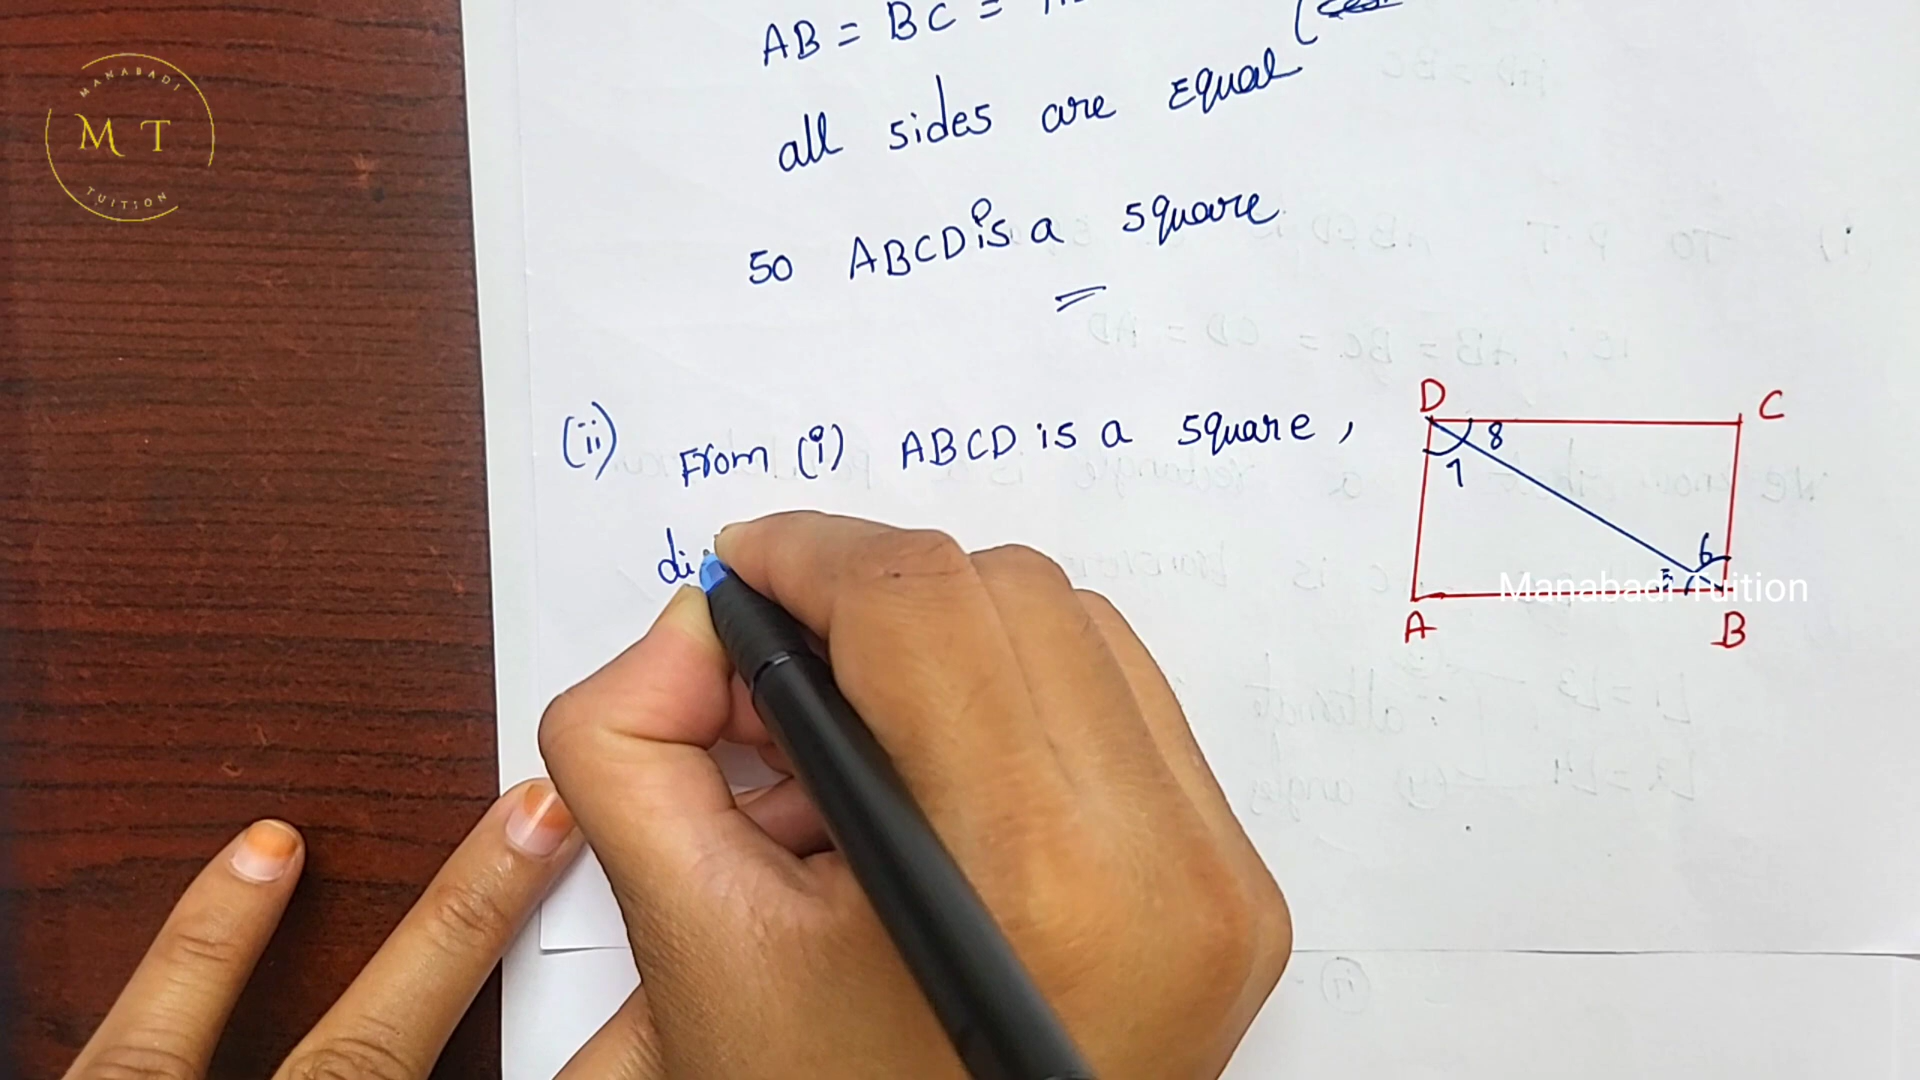 MANABADI
M T
TUITION
AB = BC =
all sides are Equal
So ABCD is a square
(ii) From (i) ABCD is a square,
di
D C
8
7
6
5
A B
Manabadi Tuition